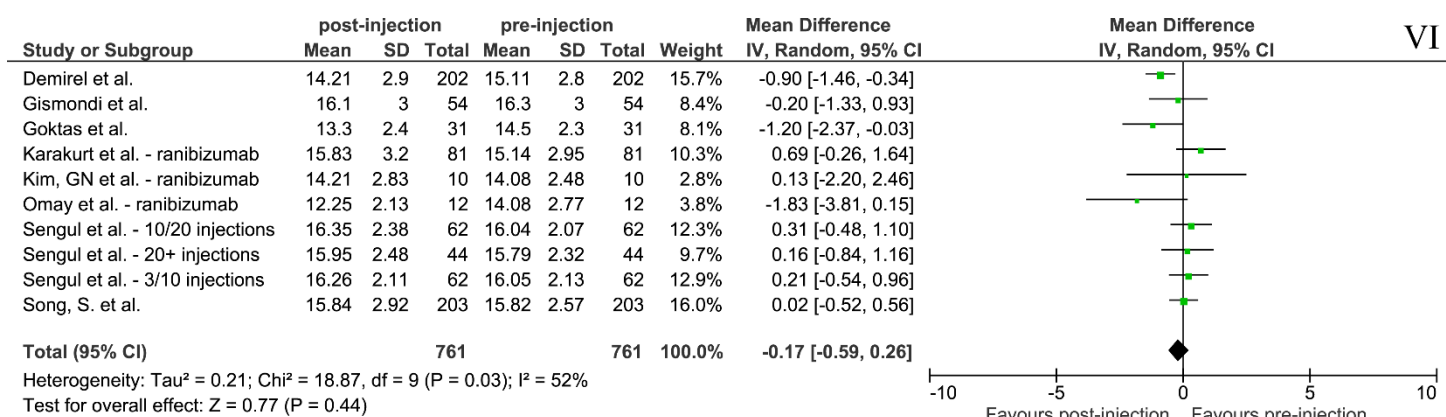 post-injection pre-injection Mean Difference Mean Difference VI
Study or Subgroup Mean SD Total Mean SD Total Weight IV, Random, 95% CI IV, Random, 95% CI
Demirel et al. 14.21 2.9 202 15.11 2.8 202 15.7% -0.90 [-1.46, -0.34]
Gismondi et al. 16.1 3 54 16.3 3 54 8.4% -0.20 [-1.33, 0.93]
Goktas et al. 13.3 2.4 31 14.5 2.3 31 8.1% -1.20 [-2.37, -0.03]
Karakurt et al. - ranibizumab 15.83 3.2 81 15.14 2.95 81 10.3% 0.69 [-0.26, 1.64]
Kim, GN et al. - ranibizumab 14.21 2.83 10 14.08 2.48 10 2.8% 0.13 [-2.20, 2.46]
Omay et al. - ranibizumab 12.25 2.13 12 14.08 2.77 12 3.8% -1.83 [-3.81, 0.15]
Sengul et al. - 10/20 injections 16.35 2.38 62 16.04 2.07 62 12.3% 0.31 [-0.48, 1.10]
Sengul et al. - 20+ injections 15.95 2.48 44 15.79 2.32 44 9.7% 0.16 [-0.84, 1.16]
Sengul et al. - 3/10 injections 16.26 2.11 62 16.05 2.13 62 12.9% 0.21 [-0.54, 0.96]
Song, S. et al. 15.84 2.92 203 15.82 2.57 203 16.0% 0.02 [-0.52, 0.56]
Total (95% CI) 761 761 100.0% -0.17 [-0.59, 0.26]
Heterogeneity: Tau² = 0.21; Chi² = 18.87, df = 9 (P = 0.03); I² = 52%
Test for overall effect: Z = 0.77 (P = 0.44)
-10 -5 0 5 10
Favours post-injection Favours pre-injection